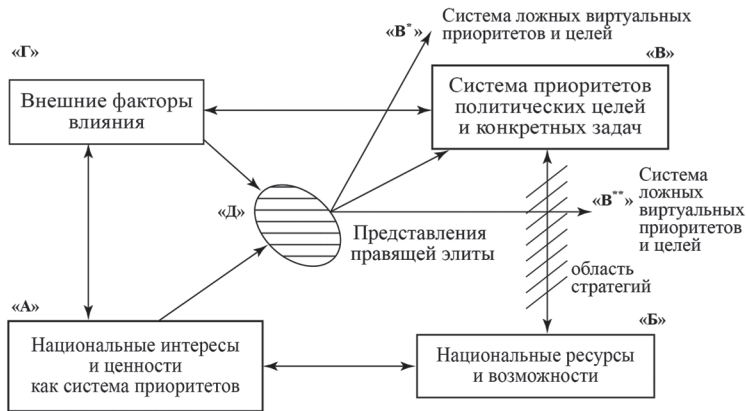 «В*»
Система ложных виртуальных
приоритетов и целей
«Г»
«В»
Внешние факторы
влияния
Система приоритетов
политических целей
и конкретных задач
«Д»
Представления
правящей элиты
«В**»
Система
ложных
виртуальных
приоритетов
и целей
область
стратегий
«А»
«Б»
Национальные интересы
и ценности
как система приоритетов
Национальные ресурсы
и возможности